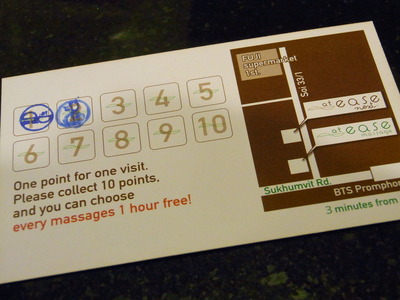 1 2 3 4 5
6 7 8 9 10
One point for one visit.
Please collect 10 points,
and you can choose
every massages 1 hour free!
FUJI
supermarket
1st.
Soi 33/1
at ease
at ease
massage
Sukhumvit Rd.
BTS Promphon
3 minutes from